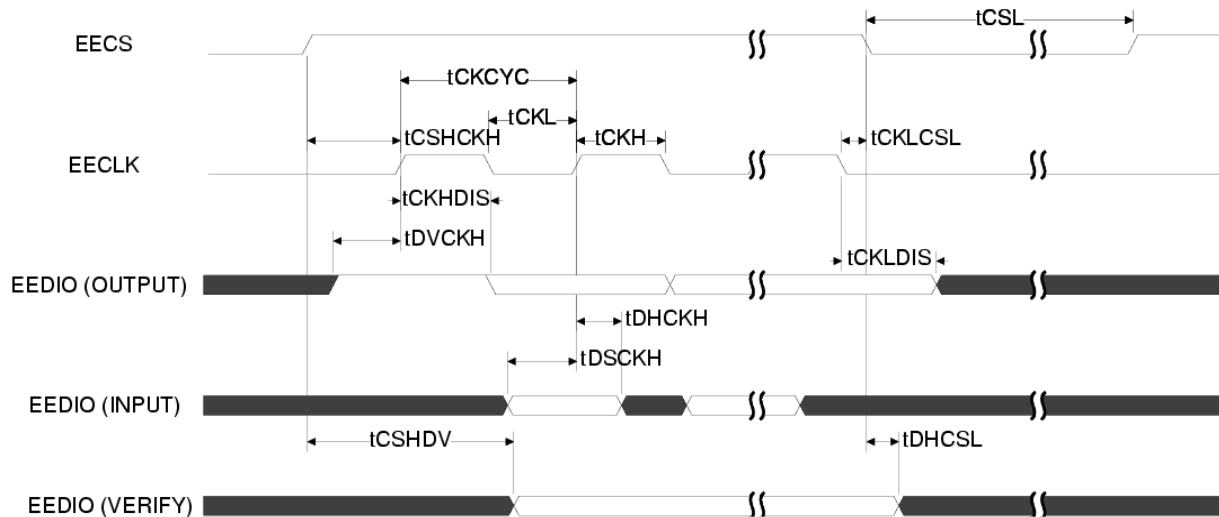 tCSL
EECS
tCKCYC
tCKL
tCSHCKH
tCKH
tCKLCSL
EECLK
tCKHDIS
tDVCKH
tCKLDIS
EEDIO (OUTPUT)
tDHCKH
tDSCKH
EEDIO (INPUT)
tCSHDV
tDHCSL
EEDIO (VERIFY)